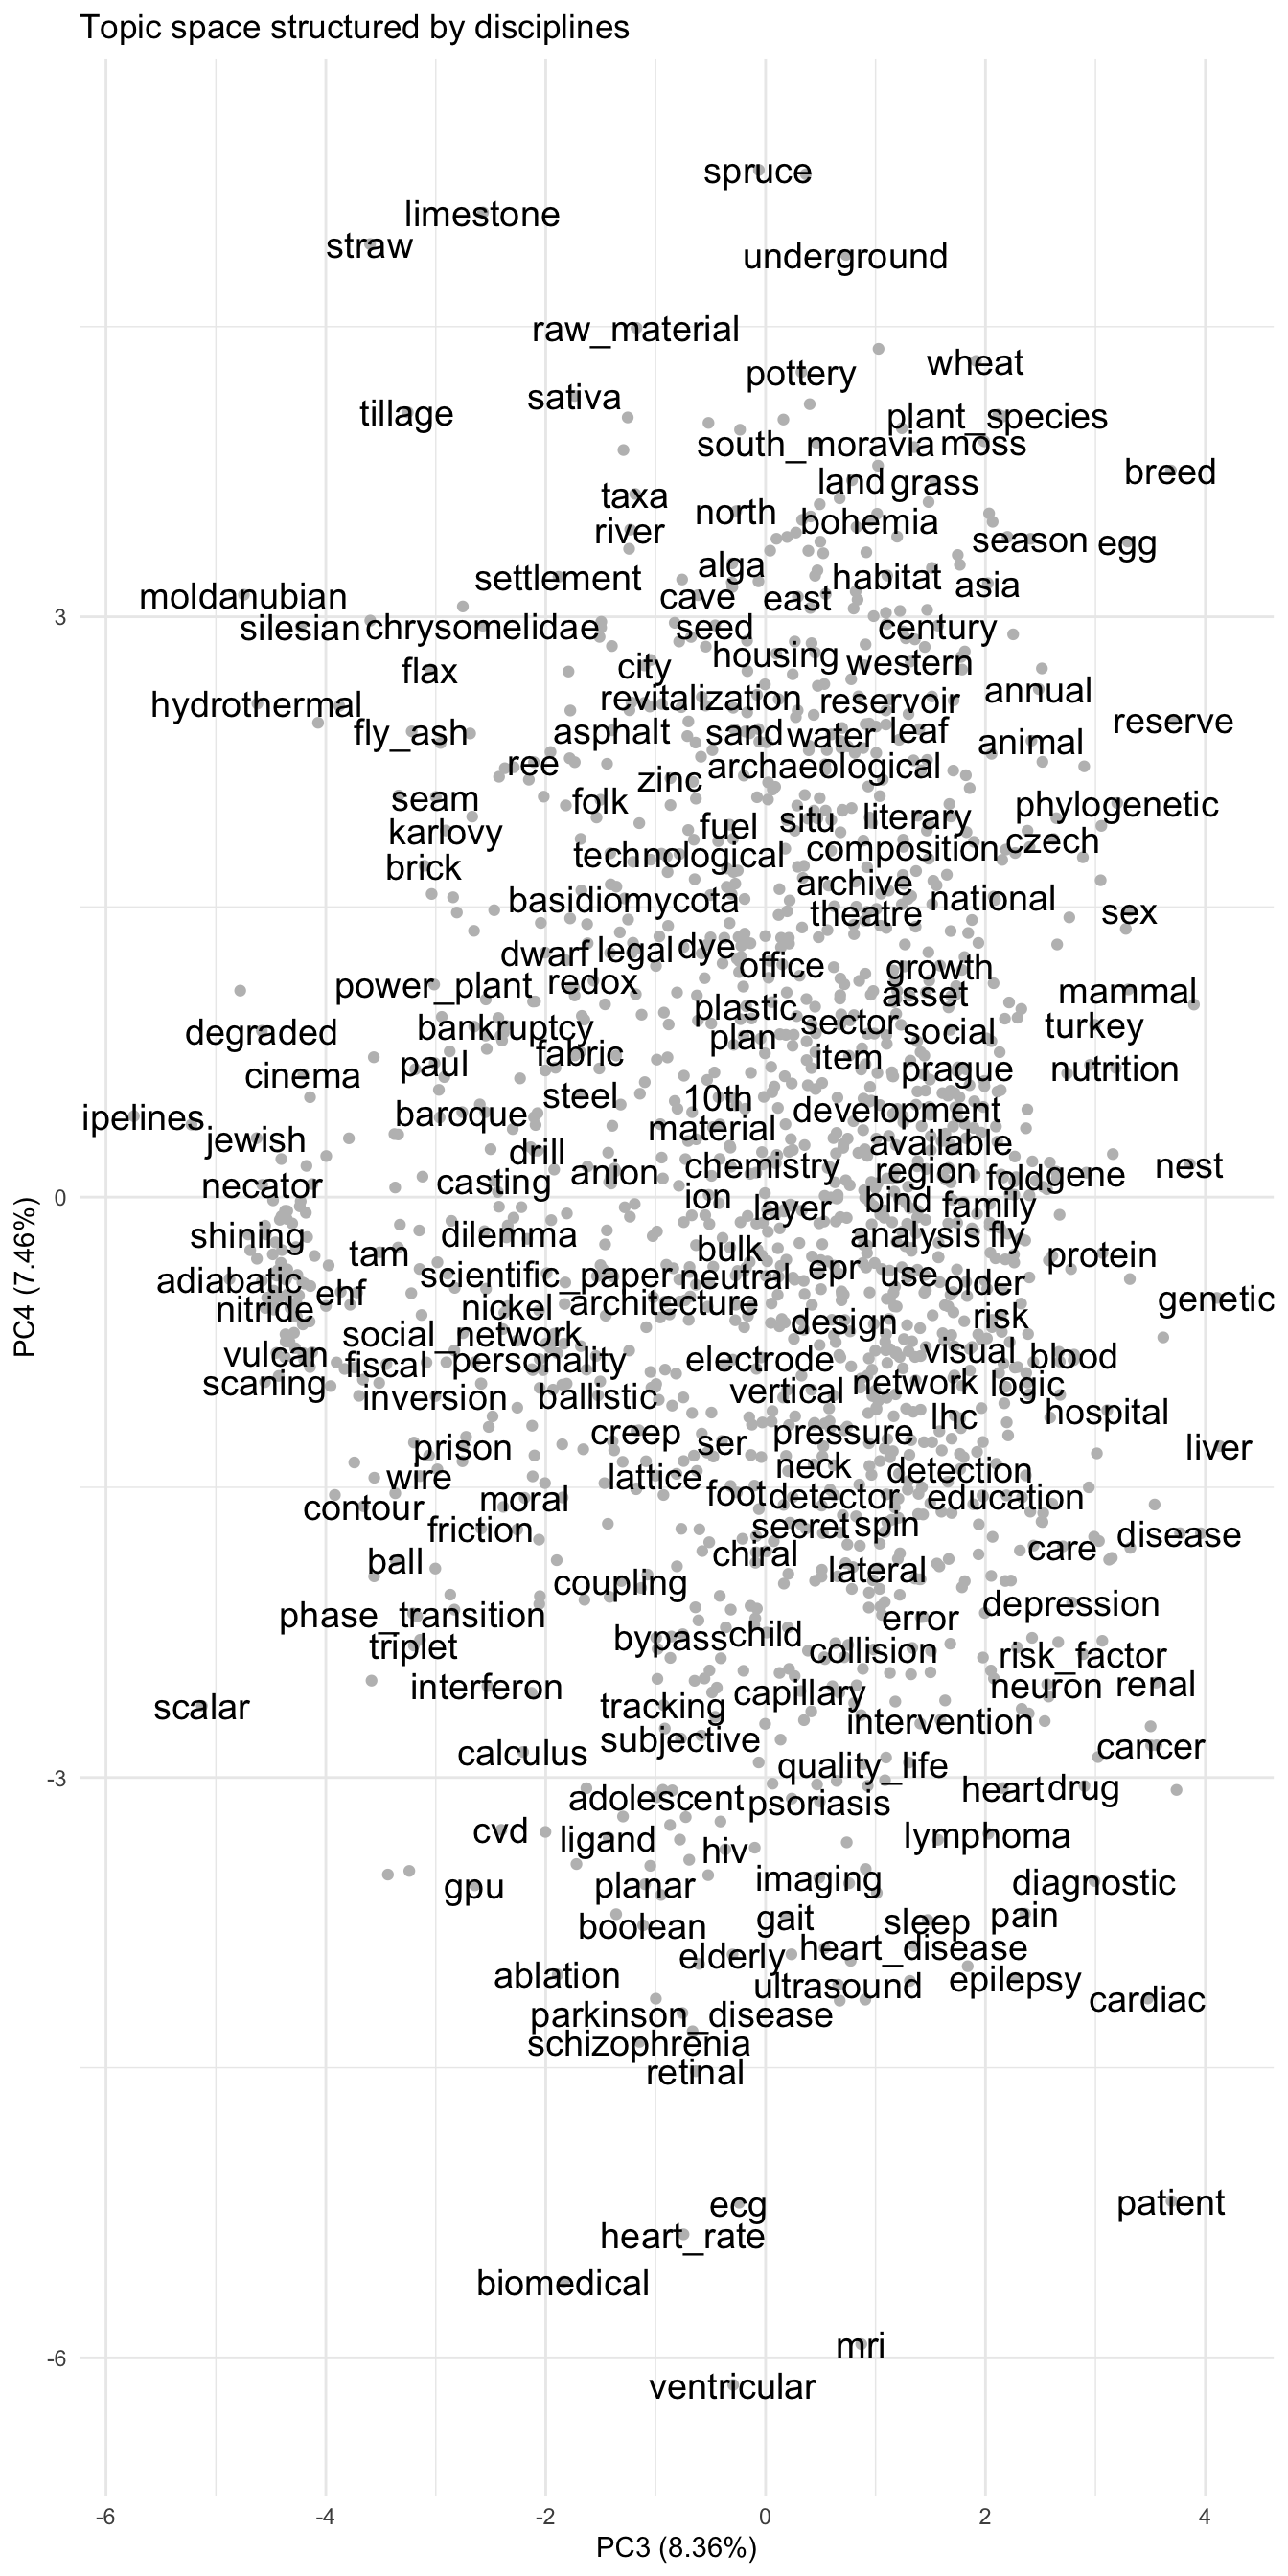 Topic space structured by disciplines
spruce
limestone
straw
underground
raw_material
wheat
pottery
sativa
tillage
plant_species
south_moravia moss
breed
land grass
taxa
north
bohemia
river
season egg
alga
settlement
habitat asia
moldanubian
cave east
silesian chrysomelidae
seed
century
housing
city
western
flax
annual
revitalization
reservoir
hydrothermal
reserve
fly_ash
asphalt
sand water leaf
animal
ree
archaeological
zinc
seam
folk
phylogenetic
situ literary
karlovy
fuel
czech
technological
composition
brick
archive
basidiomycota
national
theatre
sex
dwarf legal dye
office
growth
power_plant
redox
asset
mammal
plastic
sector
turkey
degraded
bankruptcy
plan
social
fabric
item
paul
cinema
prague
nutrition
steel
10th
baroque
development
ipelines
material
jewish
available
drill
chemistry
region
foldgene
nest
necator
casting
anion
ion
layer
bind family
shining
dilemma
analysis fly
tam
bulk
protein
adiabatic
scientific_paper neutral
epr
use older
ehf
genetic
nitride
nickel architecture
risk
design
social_network
vulcan
fiscal personality
electrode
visual blood
scaning
inversion
ballistic
vertical
network logic
lhc
hospital
creep
pressure
prison
ser
liver
wire
lattice
neck
detection
contour
moral
foot detector
education
friction
secret spin
disease
ball
chiral
care
coupling
lateral
phase_transition
depression
error
triplet
bypass child
collision
risk_factor
interferon
capillary
neuron renal
scalar
tracking
intervention
calculus
subjective
cancer
quality_life
adolescent
psoriasis
heart drug
cvd
ligand
hiv
lymphoma
gpu
planar
imaging
diagnostic
boolean
gait
sleep
pain
elderly
heart_disease
ablation
ultrasound
epilepsy
cardiac
parkinson_disease
schizophrenia
retinal
ecg
patient
heart_rate
biomedical
mri
ventricular
3
0
-3
-6
-6 -4 -2 0 2 4
PC3 (8.36%)
PC4 (7.46%)